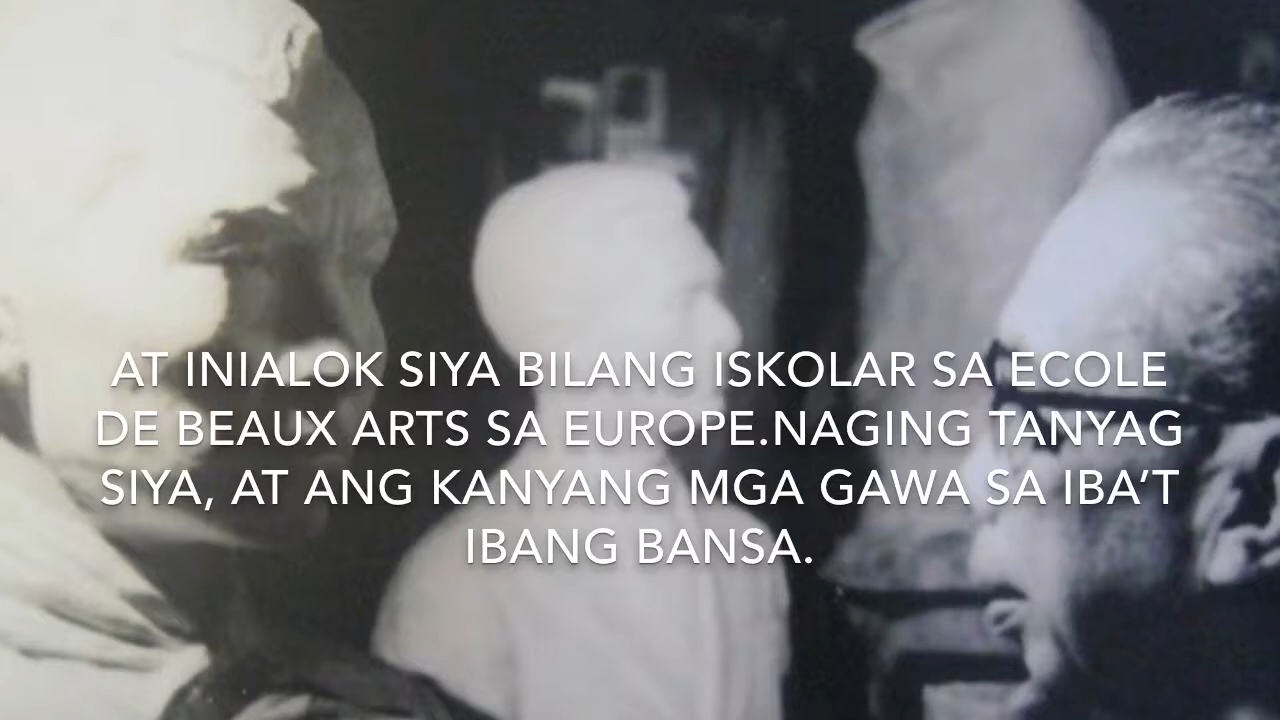 AT INIALOK SIYA BILANG ISKOLAR SA ECOLE
DE BEAUX ARTS SA EUROPE.NAGING TANYAG
SIYA, AT ANG KANYANG MGA GAWA SA IBA’T
IBANG BANSA.